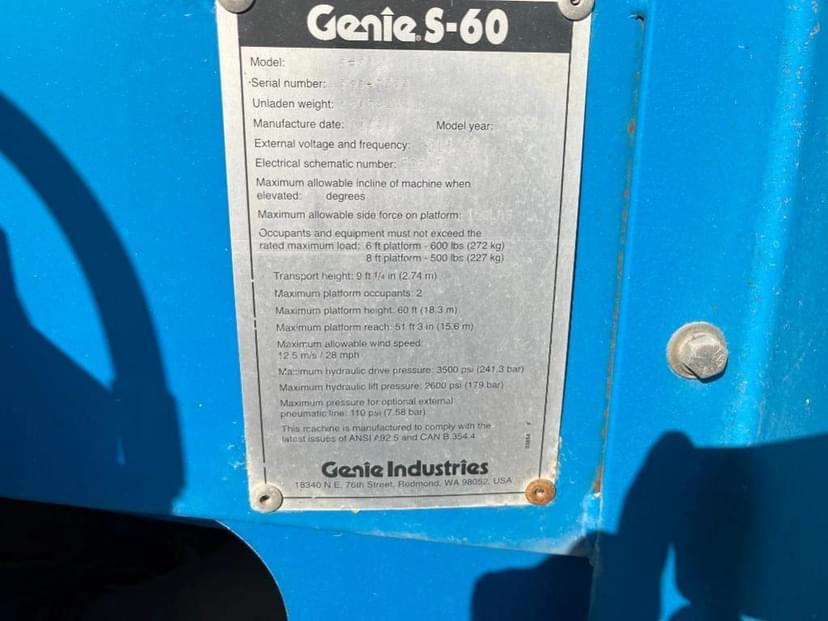 Genie S-60
Model:
Serial number:
Unladen weight:
Manufacture date: Model year:
External voltage and frequency:
Electrical schematic number:
Maximum allowable incline of machine when
elevated: degrees
Maximum allowable side force on platform:
Occupants and equipment must not exceed the
rated maximum load: 6 ft platform - 600 lbs (272 kg)
8 ft platform - 500 lbs (227 kg)
Transport height: 9 ft 1/4 in (2.74 m)
Maximum platform occupants: 2
Maximum platform height: 60 ft (18.3 m)
Maximum platform reach: 51 ft 3 in (15.6 m)
Maximum allowable wind speed:
12.5 m/s / 28 mph
Maximum hydraulic drive pressure: 3500 psi (241.3 bar)
Maximum hydraulic lift pressure: 2600 psi (179 bar)
Maximum pressure for optional external
pneumatic line: 110 psi (7.58 bar)
This machine is manufactured to comply with the
latest issues of ANSI A92.5 and CAN B.354.4
Genie Industries
18340 N.E. 76th Street, Redmond, WA 98052, USA